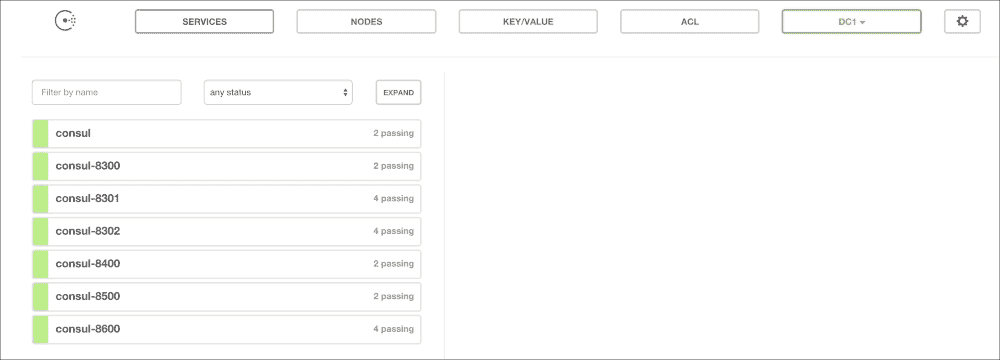 SERVICES NODES KEY/VALUE ACL DC1
Filter by name any status EXPAND
consul 2 passing
consul-8300 2 passing
consul-8301 4 passing
consul-8302 4 passing
consul-8400 2 passing
consul-8500 2 passing
consul-8600 4 passing